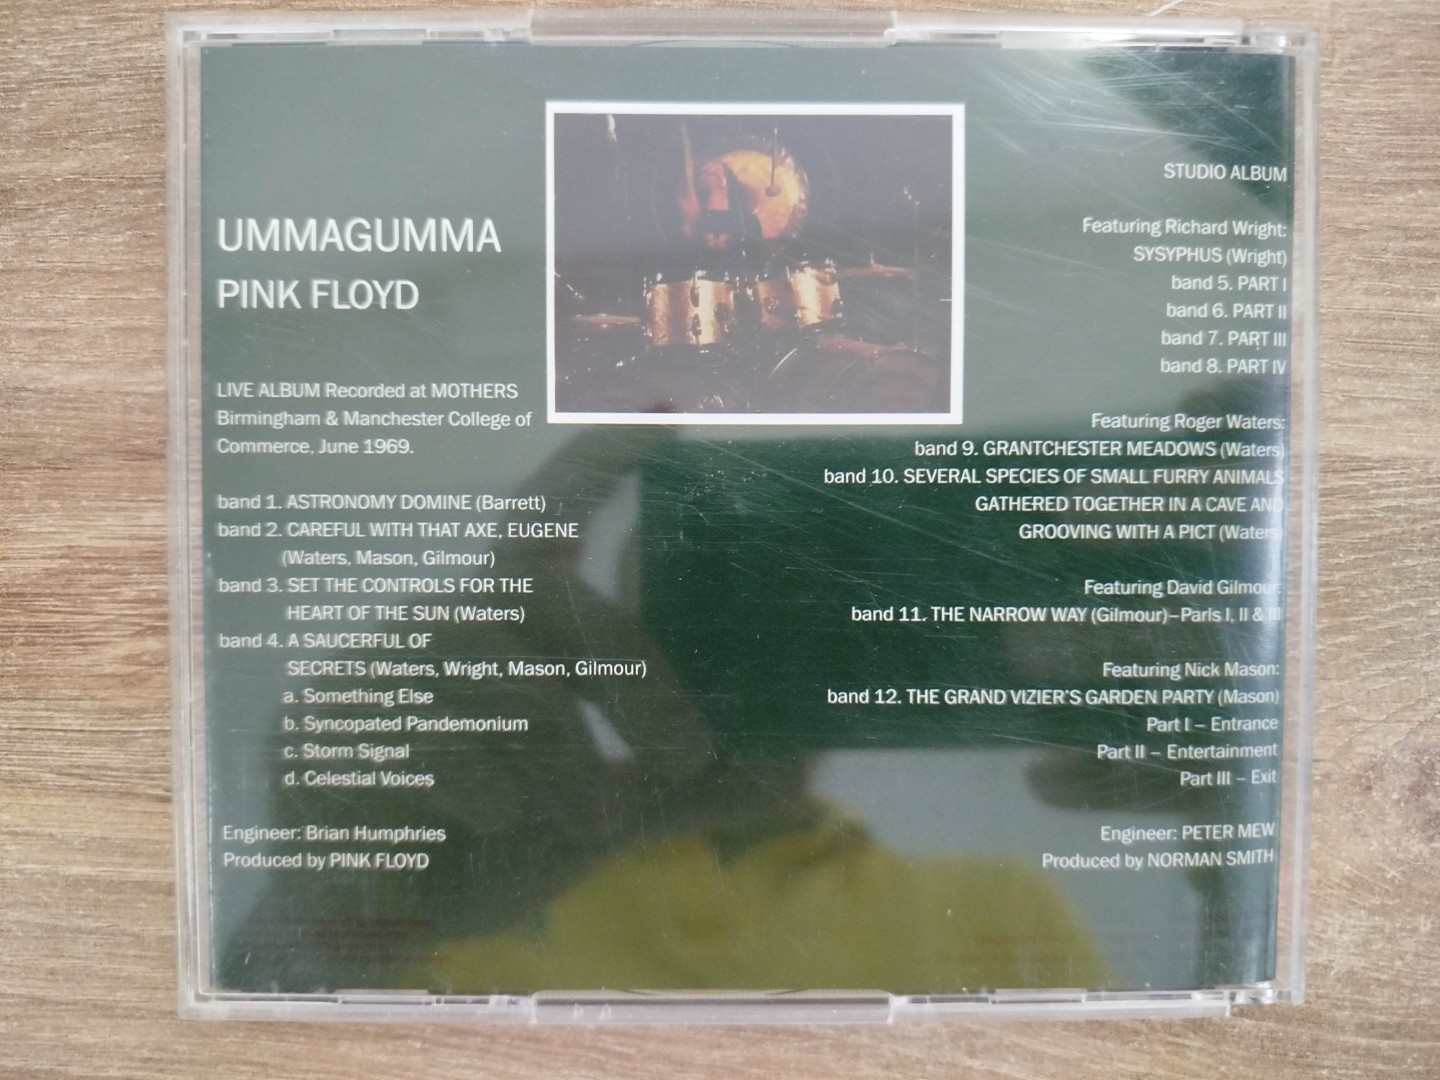 UMMAGUMMA
PINK FLOYD
LIVE ALBUM Recorded at MOTHERS
Birmingham & Manchester College of
Commerce, June 1969.
band 1. ASTRONOMY DOMINE (Barrett)
band 2. CAREFUL WITH THAT AXE, EUGENE
(Waters, Mason, Gilmour)
band 3. SET THE CONTROLS FOR THE
HEART OF THE SUN (Waters)
band 4. A SAUCERFUL OF
SECRETS (Waters, Wright, Mason, Gilmour)
a. Something Else
b. Syncopated Pandemonium
c. Storm Signal
d. Celestial Voices
Engineer: Brian Humphries
Produced by PINK FLOYD
STUDIO ALBUM
Featuring Richard Wright:
SYSYPHUS (Wright)
band 5. PART I
band 6. PART II
band 7. PART III
band 8. PART IV
Featuring Roger Waters:
band 9. GRANTCHESTER MEADOWS (Waters)
band 10. SEVERAL SPECIES OF SMALL FURRY ANIMALS
GATHERED TOGETHER IN A CAVE AND
GROOVING WITH A PICT (Waters)
Featuring David Gilmour:
band 11. THE NARROW WAY (Gilmour)–Parls I, II & III
Featuring Nick Mason:
band 12. THE GRAND VIZIER'S GARDEN PARTY (Mason)
Part I – Entrance
Part II – Entertainment
Part III – Exit
Engineer: PETER MEW
Produced by NORMAN SMITH